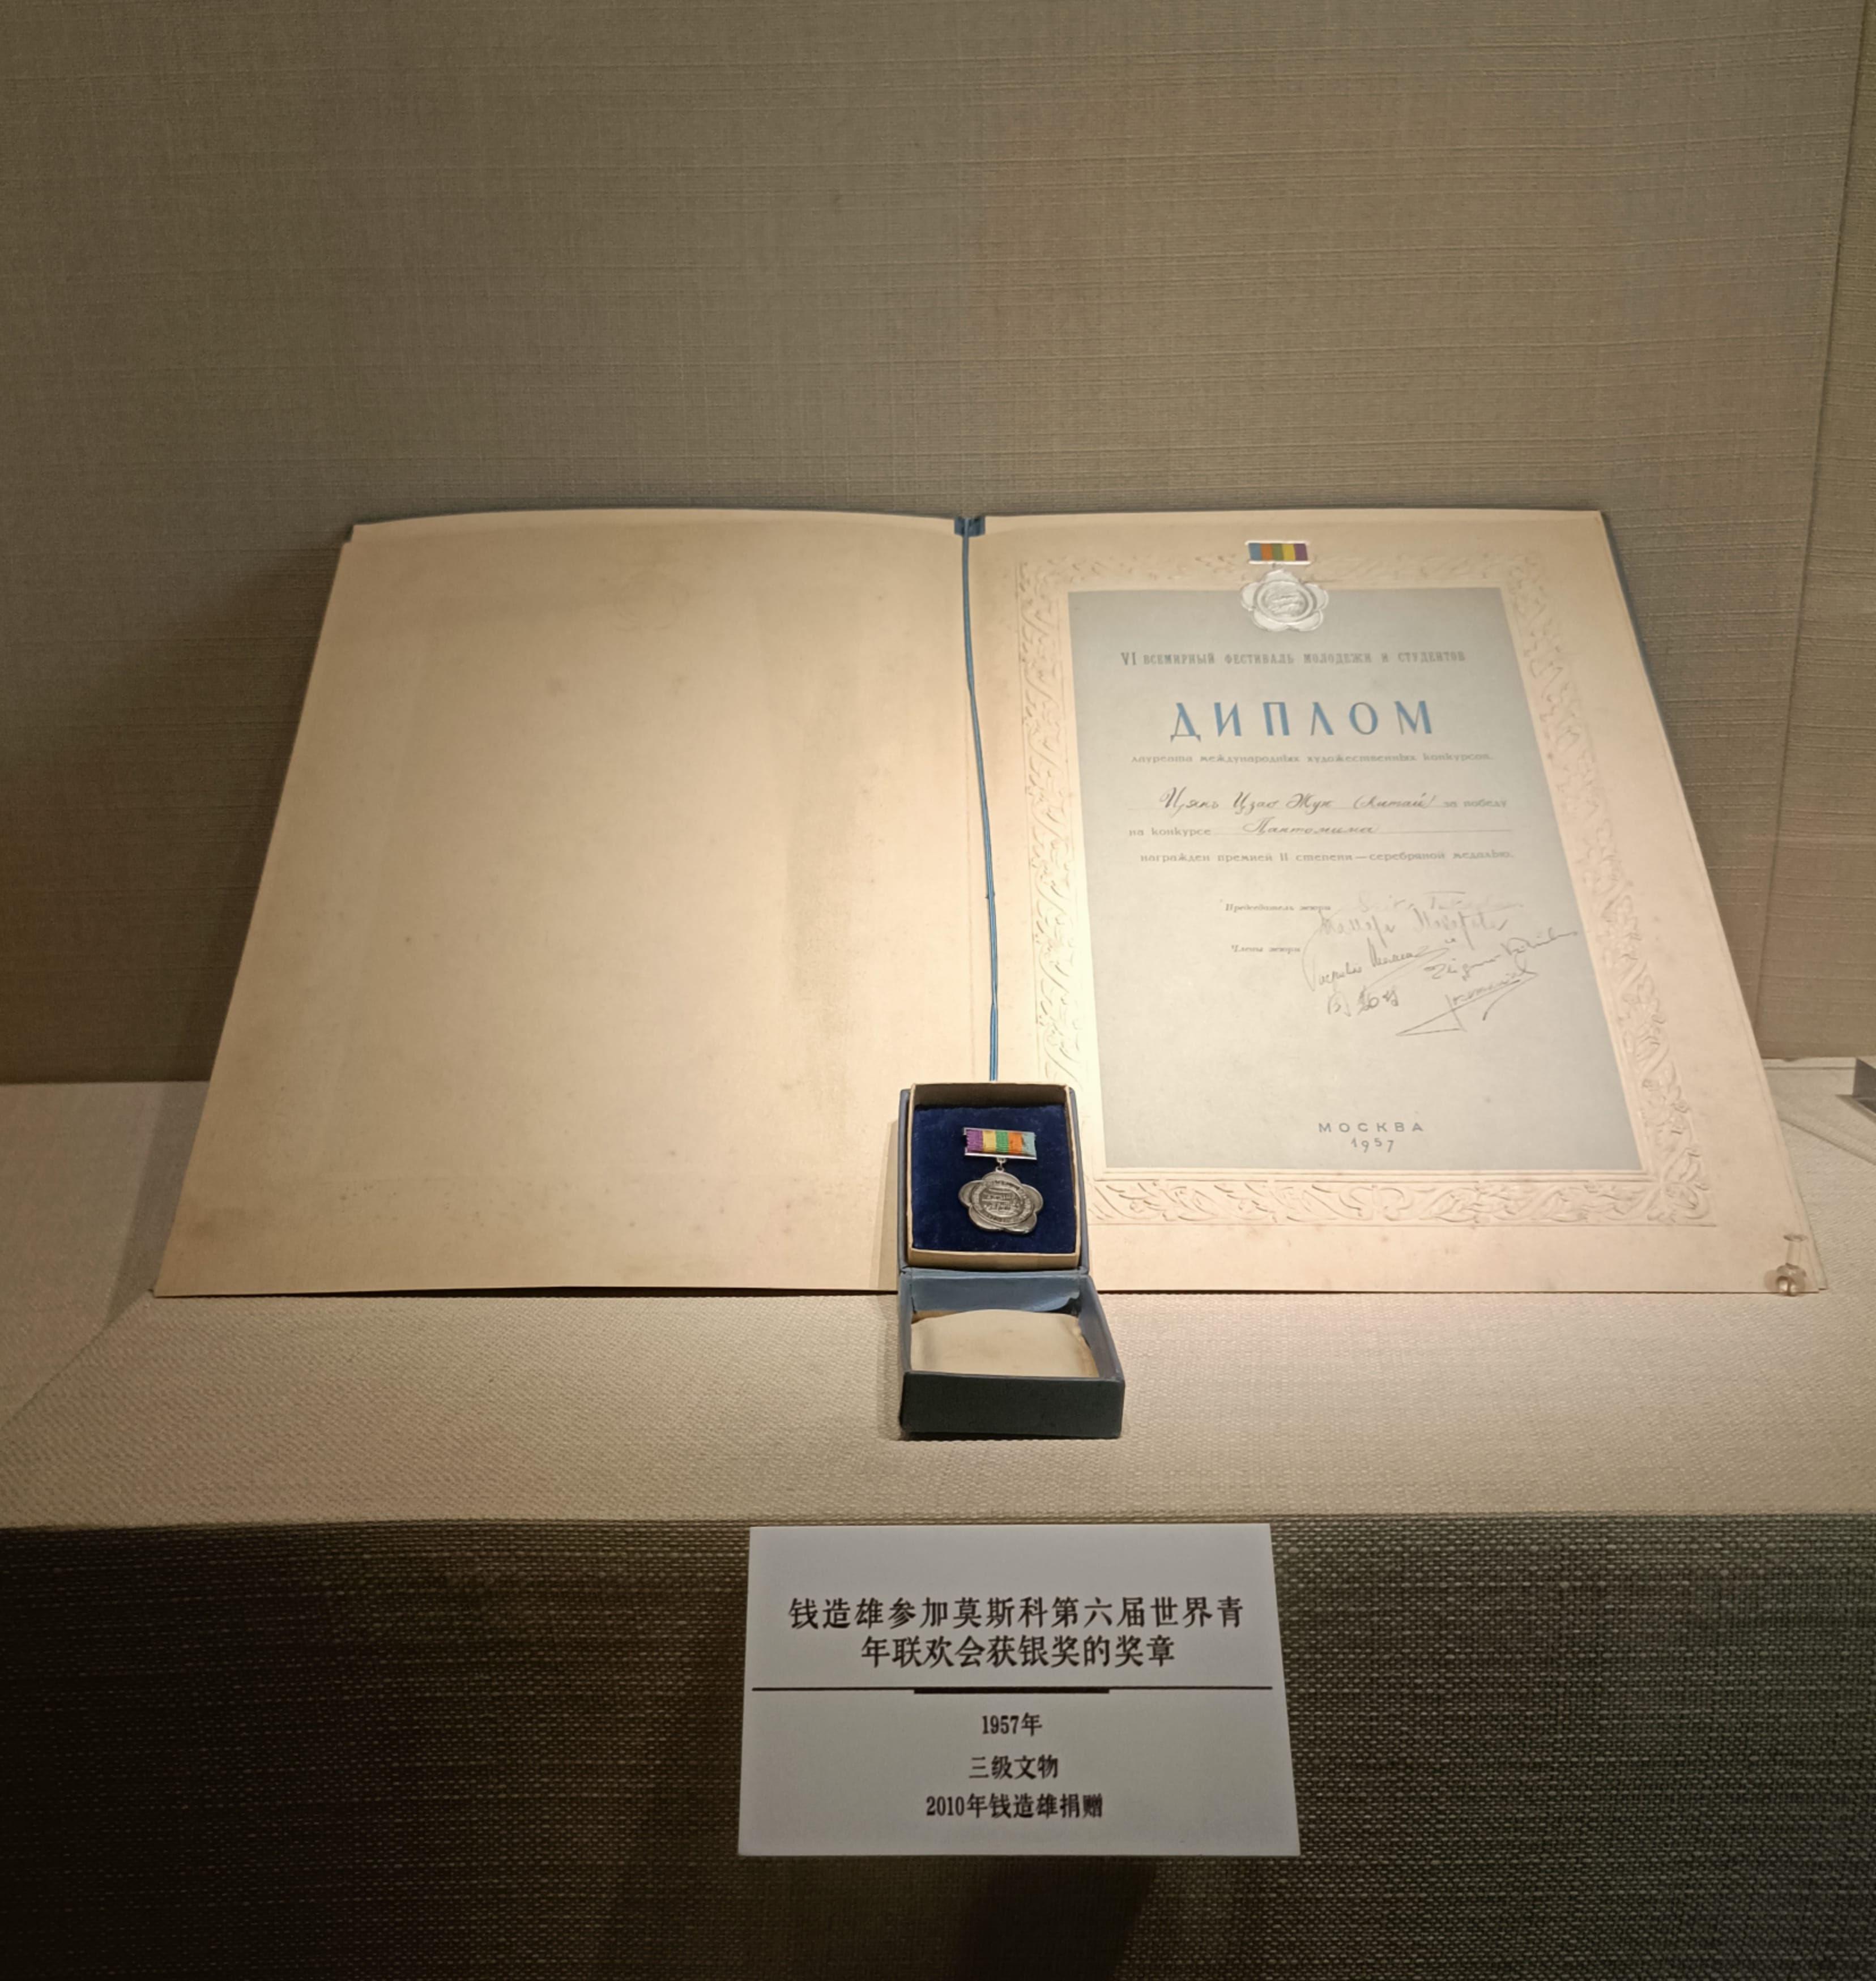 VI ВСЕМИРНЫЙ ФЕСТИВАЛЬ МОЛОДЕЖИ И СТУДЕНТОВ
ДИПЛОМ
лауреата международных художественных конкурсов
Цянь Цзао Жун (Китай) за победу
на конкурсе Пантомима
награжден премией II степени — серебряной медалью.
Председатель жюри
Члены жюри
МОСКВА
1957
钱造雄参加莫斯科第六届世界青
年联欢会获银奖的奖章
1957年
三级文物
2010年钱造雄捐赠